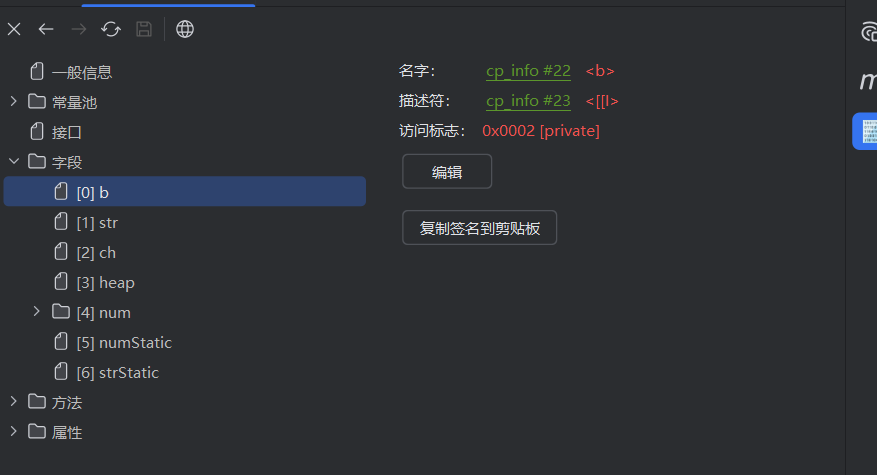 一般信息
常量池
接口
字段
[0] b
[1] str
[2] ch
[3] heap
[4] num
[5] numStatic
[6] strStatic
方法
属性
名字： cp_info #22 <b>
描述符： cp_info #23 <[[I>
访问标志： 0x0002 [private]
编辑
复制签名到剪贴板
m